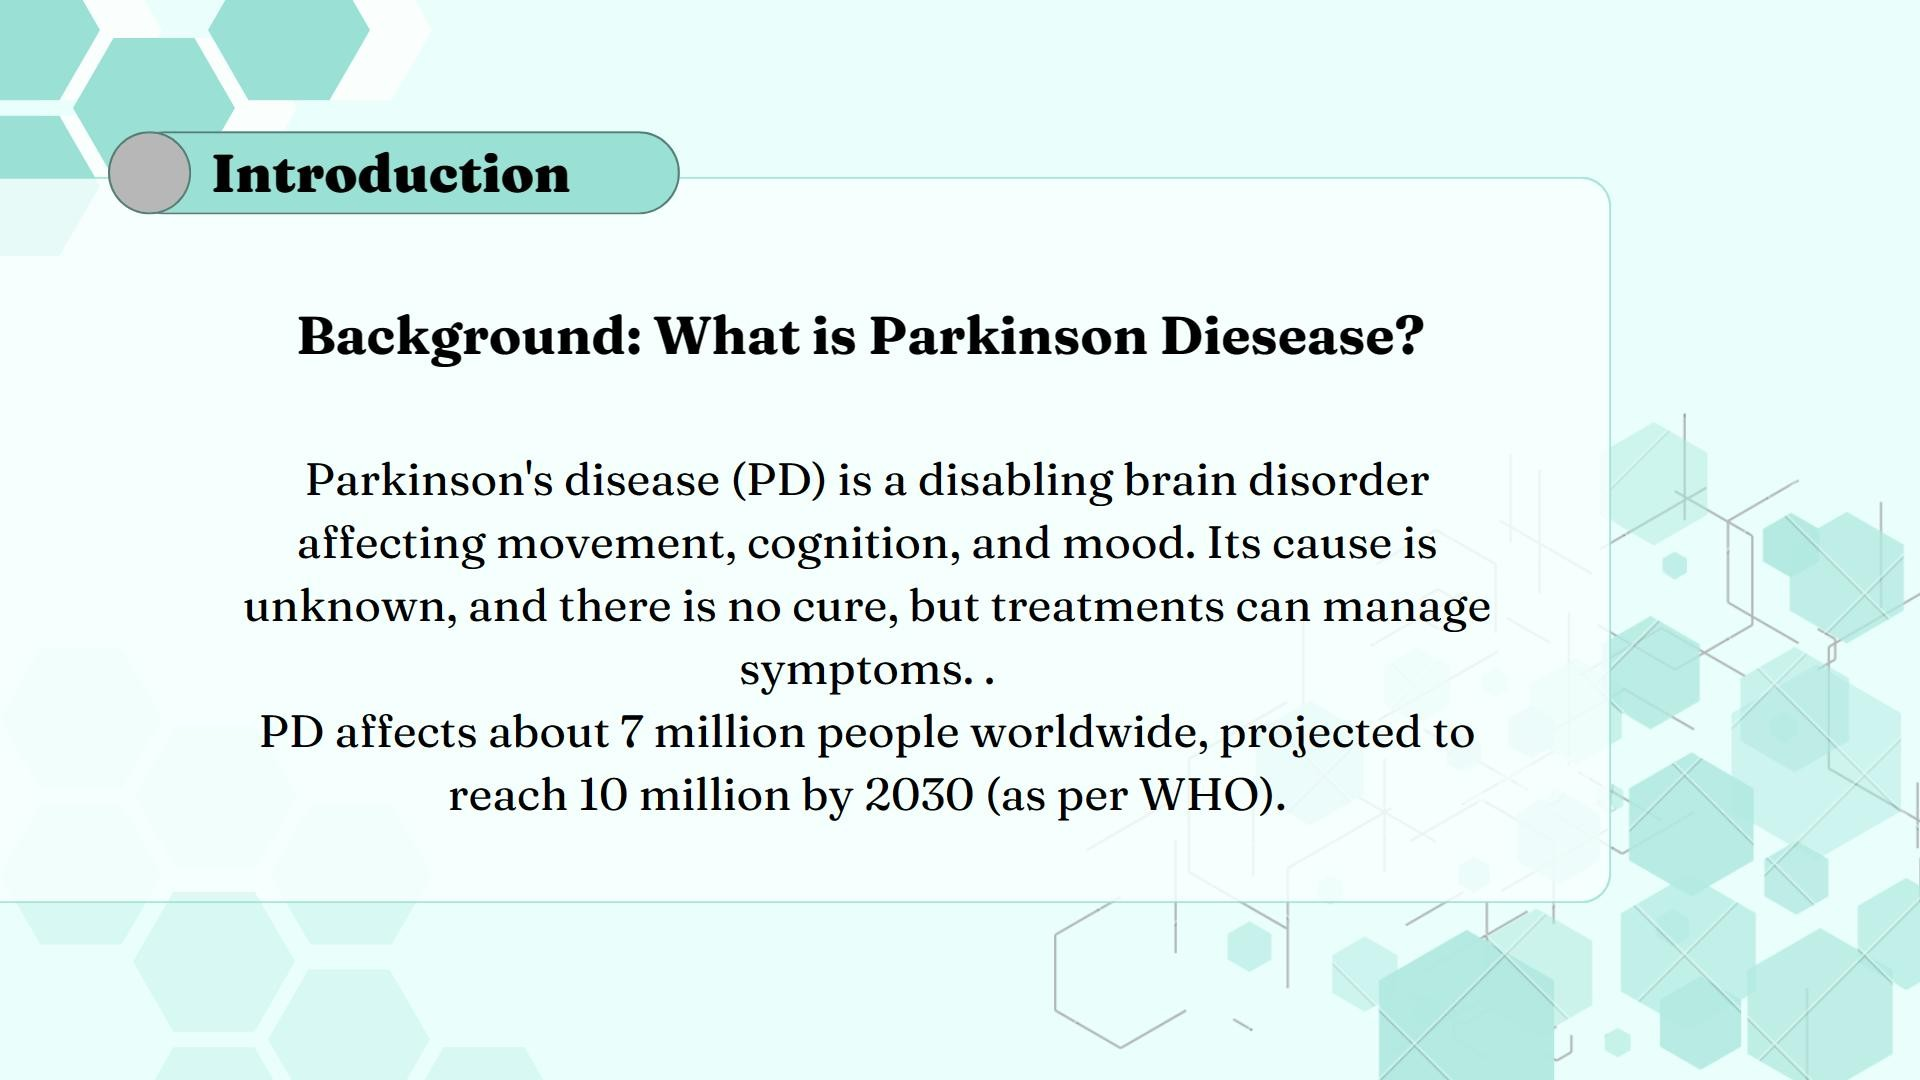 Introduction
Background: What is Parkinson Diesease?
Parkinson's disease (PD) is a disabling brain disorder
affecting movement, cognition, and mood. Its cause is
unknown, and there is no cure, but treatments can manage
symptoms. .
PD affects about 7 million people worldwide, projected to
reach 10 million by 2030 (as per WHO).